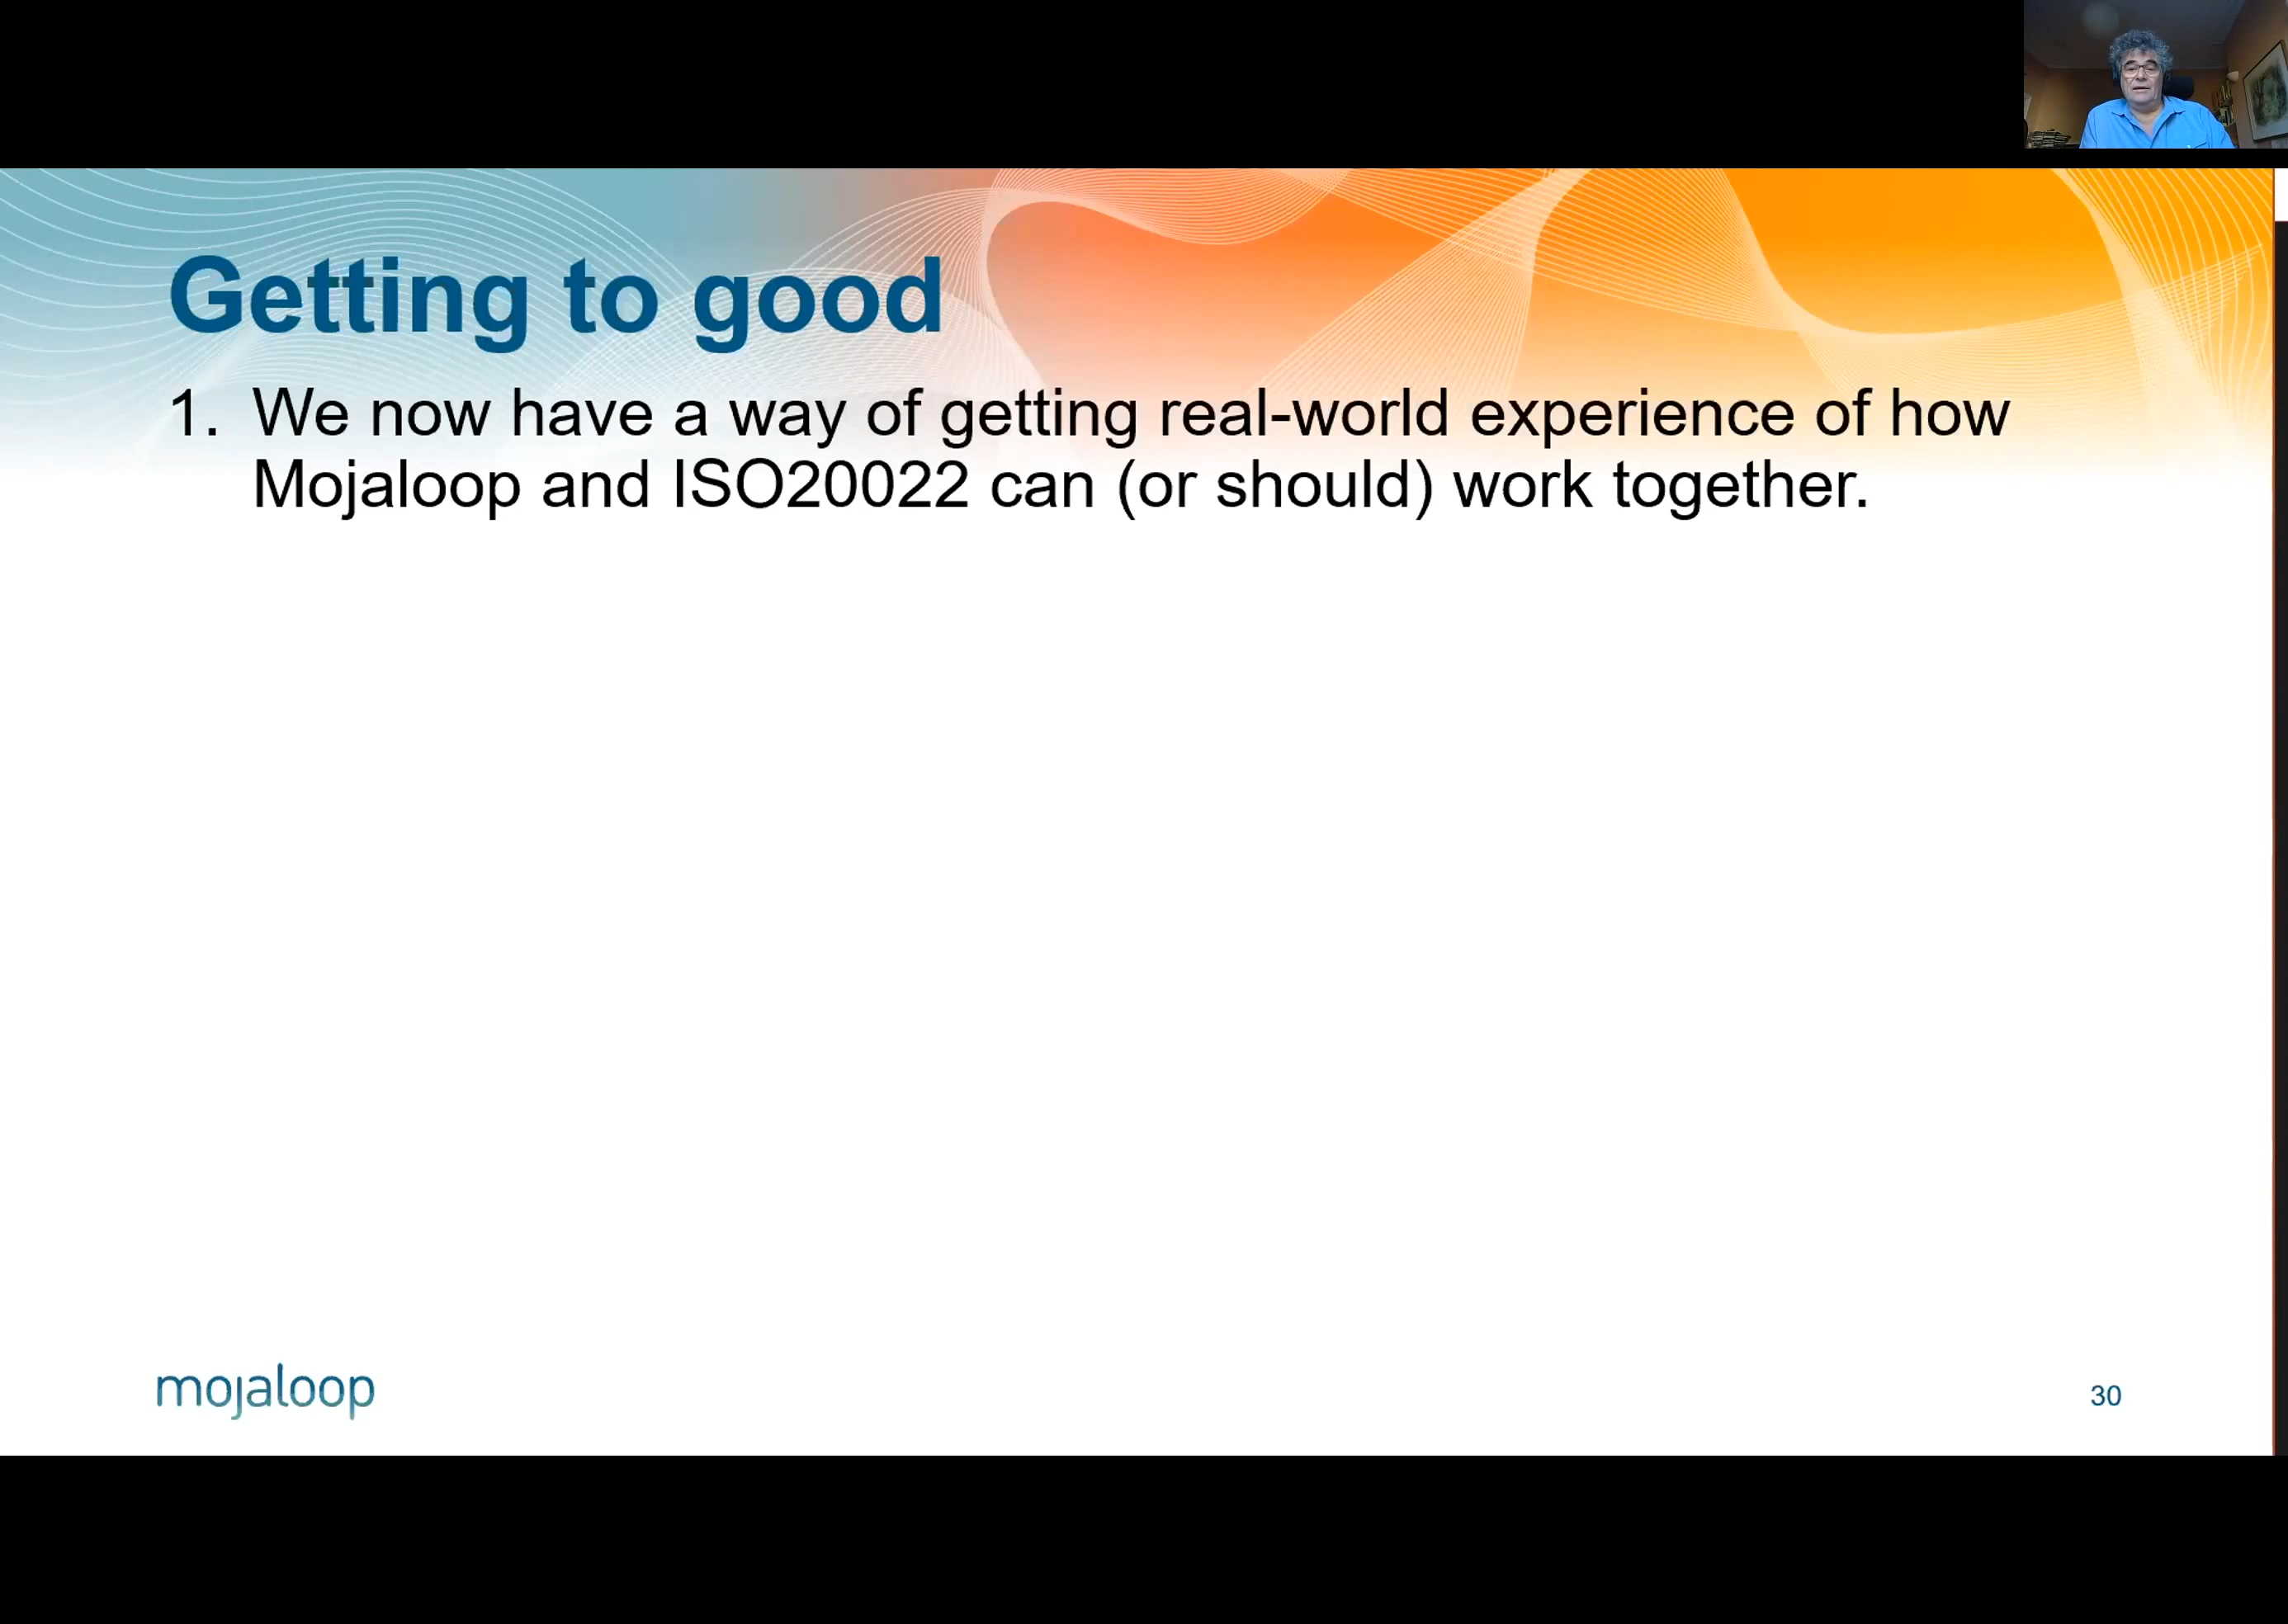 Getting to good
1. We now have a way of getting real-world experience of how
Mojaloop and ISO20022 can (or should) work together.
mojaloop
30